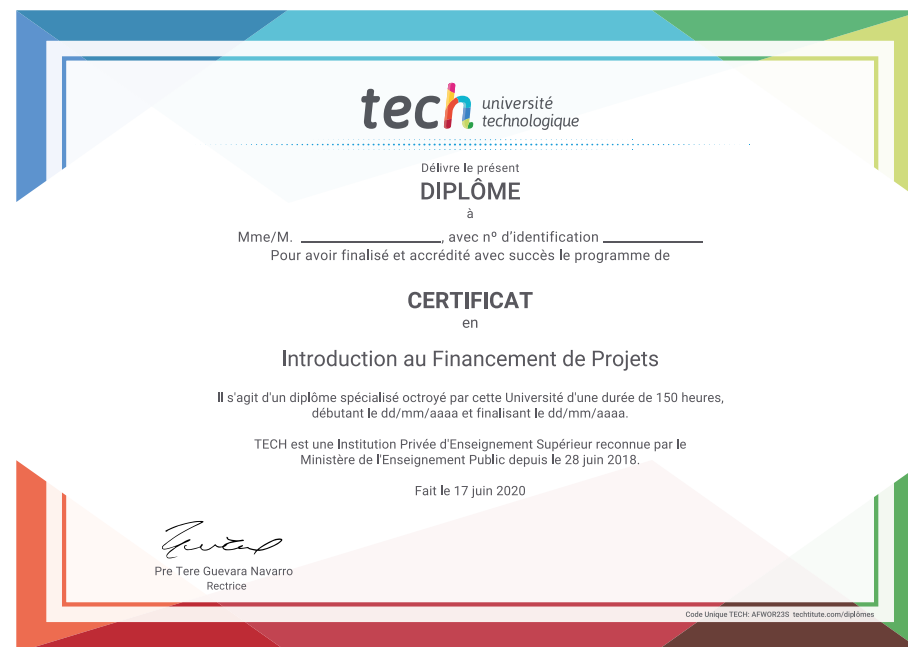 tech université
technologique
Délivre le présent
DIPLÔME
à
Mme/M. ____________________, avec nº d'identification ______________
Pour avoir finalisé et accrédité avec succès le programme de
CERTIFICAT
en
Introduction au Financement de Projets
Il s'agit d'un diplôme spécialisé octroyé par cette Université d'une durée de 150 heures,
débutant le dd/mm/aaaa et finalisant le dd/mm/aaaa.
TECH est une Institution Privée d'Enseignement Supérieur reconnue par le
Ministère de l'Enseignement Public depuis le 28 juin 2018.
Fait le 17 juin 2020
Pre Tere Guevara Navarro
Rectrice
Code Unique TECH: AFWOR23S techtitute.com/diplômes